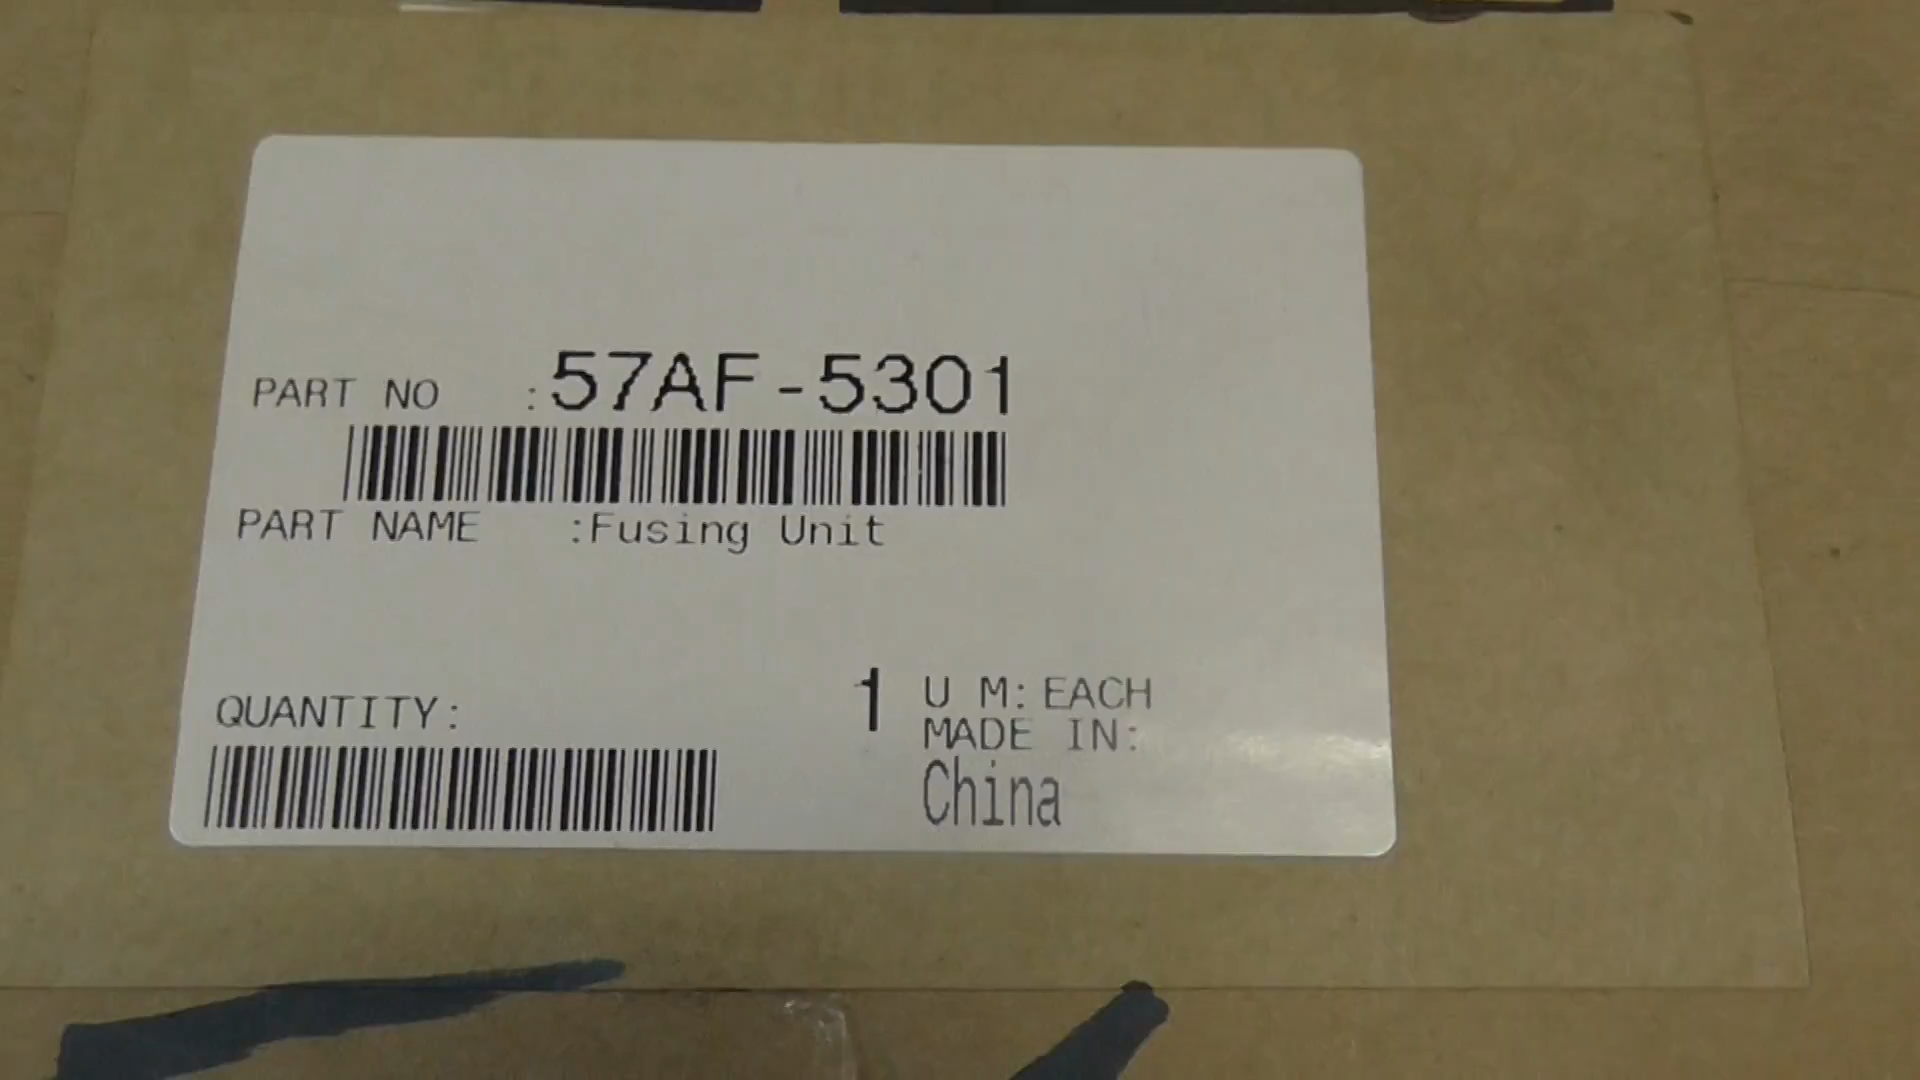 PART NO :57AF-5301
PART NAME :Fusing Unit
QUANTITY: 1 U M: EACH
MADE IN:
China